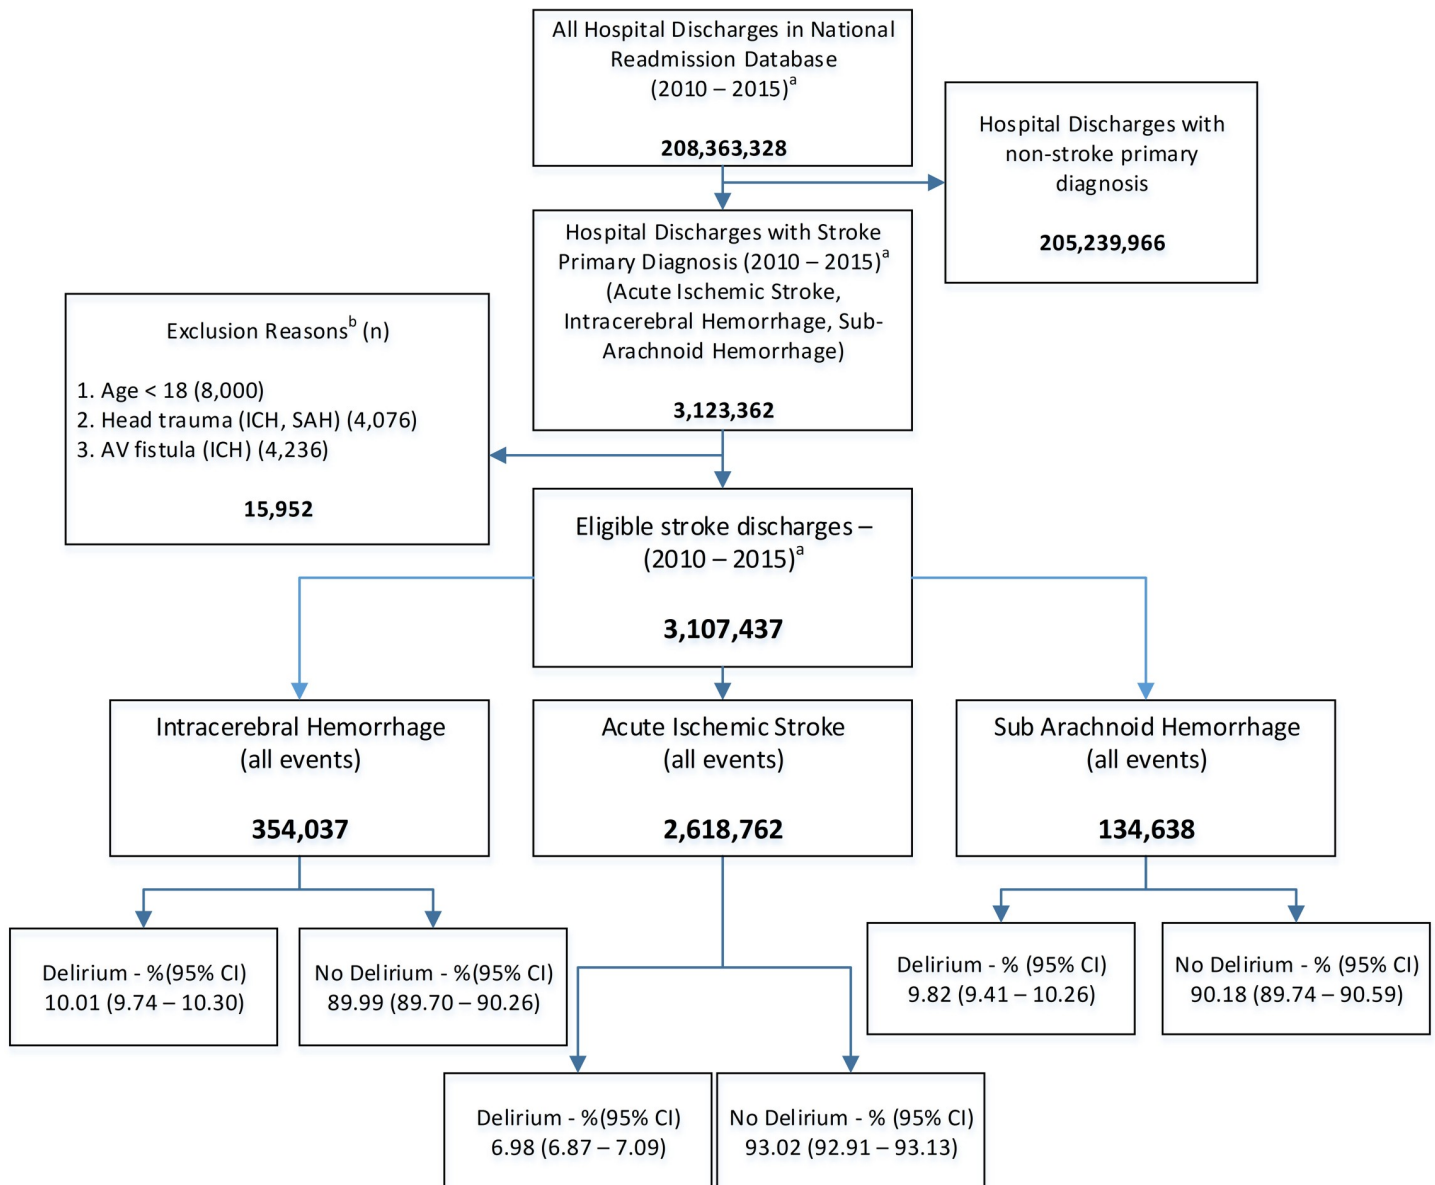 All Hospital Discharges in National
Readmission Database
(2010 – 2015)a
208,363,328
Hospital Discharges with
non-stroke primary
diagnosis
205,239,966
Hospital Discharges with Stroke
Primary Diagnosis (2010 – 2015)a
(Acute Ischemic Stroke,
Intracerebral Hemorrhage, Sub-
Arachnoid Hemorrhage)
3,123,362
Exclusion Reasonsb (n)
1. Age < 18 (8,000)
2. Head trauma (ICH, SAH) (4,076)
3. AV fistula (ICH) (4,236)
15,952
Eligible stroke discharges –
(2010 – 2015)a
3,107,437
Intracerebral Hemorrhage
(all events)
354,037
Acute Ischemic Stroke
(all events)
2,618,762
Sub Arachnoid Hemorrhage
(all events)
134,638
Delirium - %(95% CI)
10.01 (9.74 – 10.30)
No Delirium - %(95% CI)
89.99 (89.70 – 90.26)
Delirium - % (95% CI)
9.82 (9.41 – 10.26)
No Delirium - % (95% CI)
90.18 (89.74 – 90.59)
Delirium - %(95% CI)
6.98 (6.87 – 7.09)
No Delirium - % (95% CI)
93.02 (92.91 – 93.13)